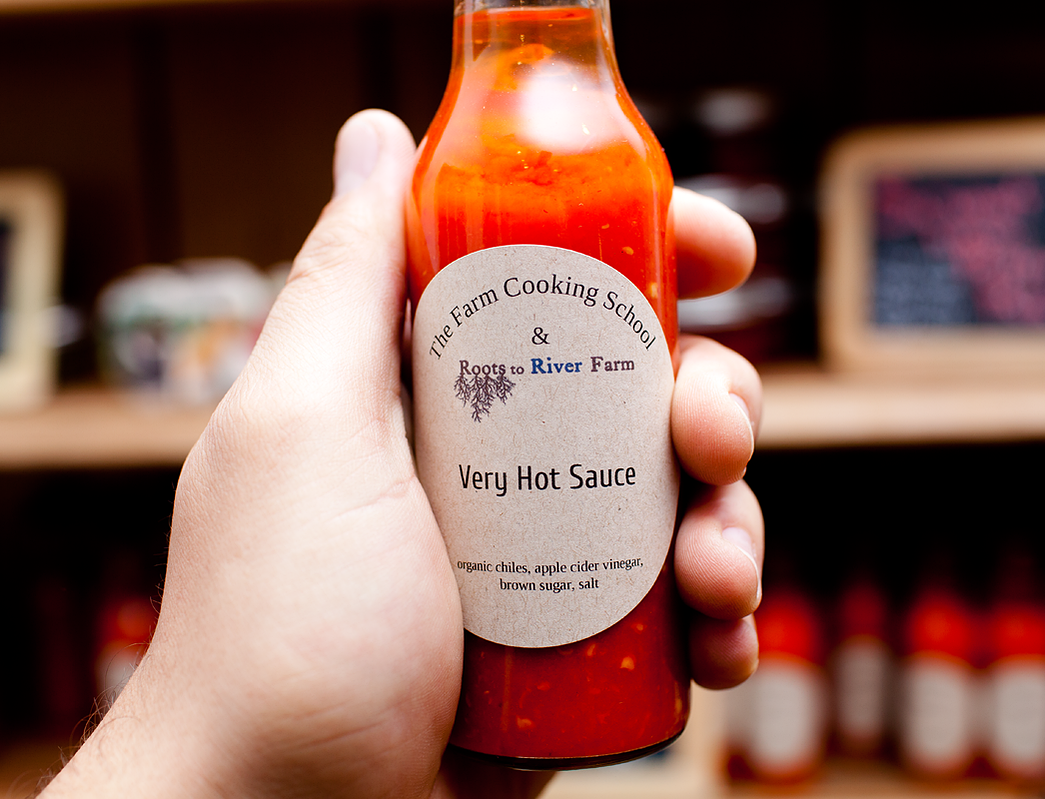 The Farm Cooking School
&
Roots to River Farm
Very Hot Sauce
organic chiles, apple cider vinegar,
brown sugar, salt